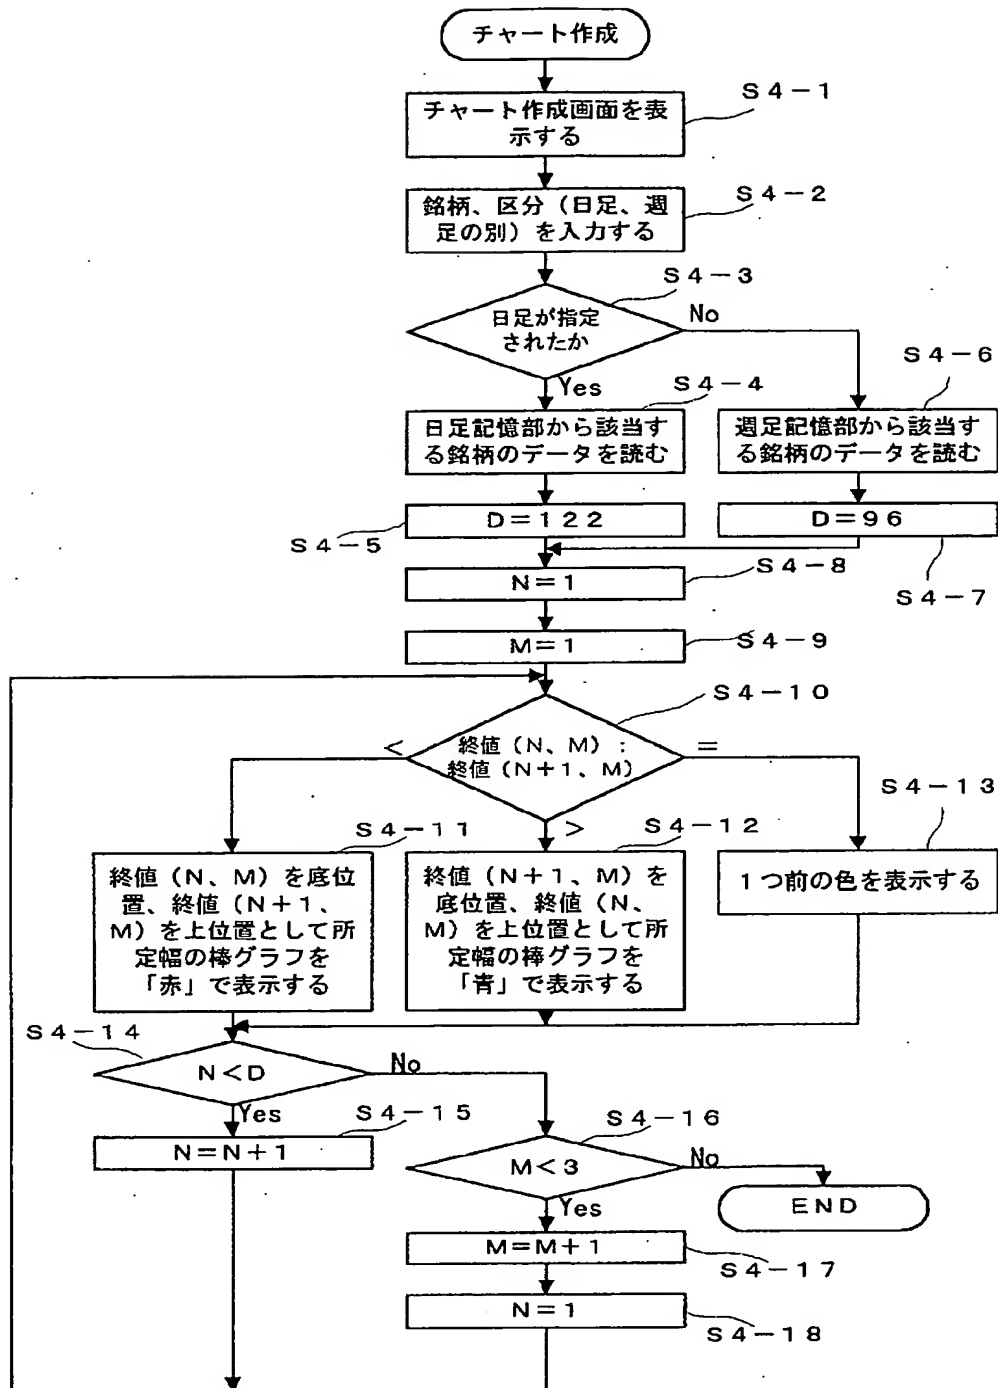 チャート作成
S4-1
チャート作成画面を表
示する
S4-2
銘柄、区分（日足、週
足の別）を入力する
S4-3
日足が指定
されたか
No
Yes
S4-4
S4-6
日足記憶部から該当す
る銘柄のデータを読む
週足記憶部から該当す
る銘柄のデータを読む
D=122
D=96
S4-5
S4-7
S4-8
N=1
S4-9
M=1
S4-10
終値（N、M）：
終値（N+1、M）
<
=
>
S4-11
S4-12
S4-13
終値（N、M）を底位
置、終値（N+1、
M）を上位置として所
定幅の棒グラフを
「赤」で表示する
終値（N+1、M）を
底位置、終値（N、
M）を上位置として所
定幅の棒グラフを
「青」で表示する
1つ前の色を表示する
S4-14
N<D
No
Yes
S4-15
N=N+1
S4-16
M<3
No
Yes
END
M=M+1
S4-17
N=1
S4-18